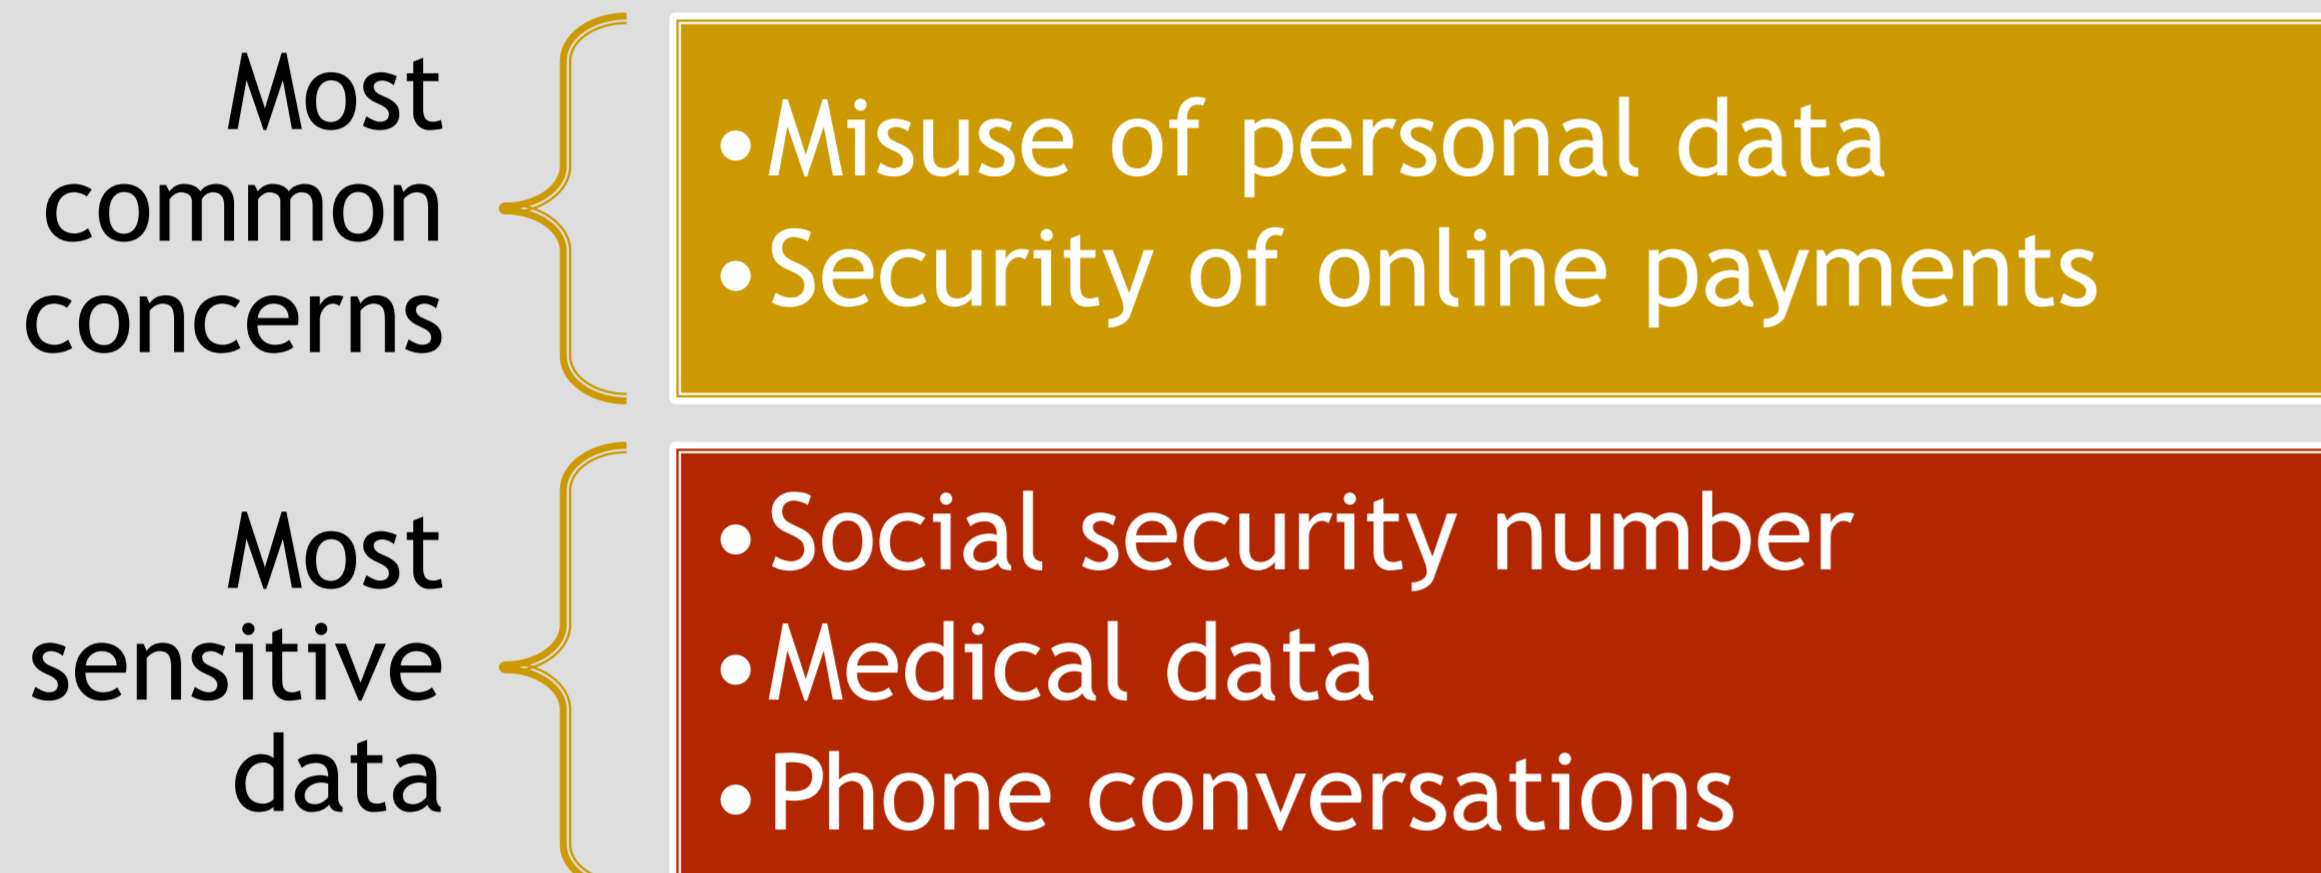 Most
common
concerns
•Misuse of personal data
•Security of online payments
Most
sensitive
data
•Social security number
•Medical data
•Phone conversations